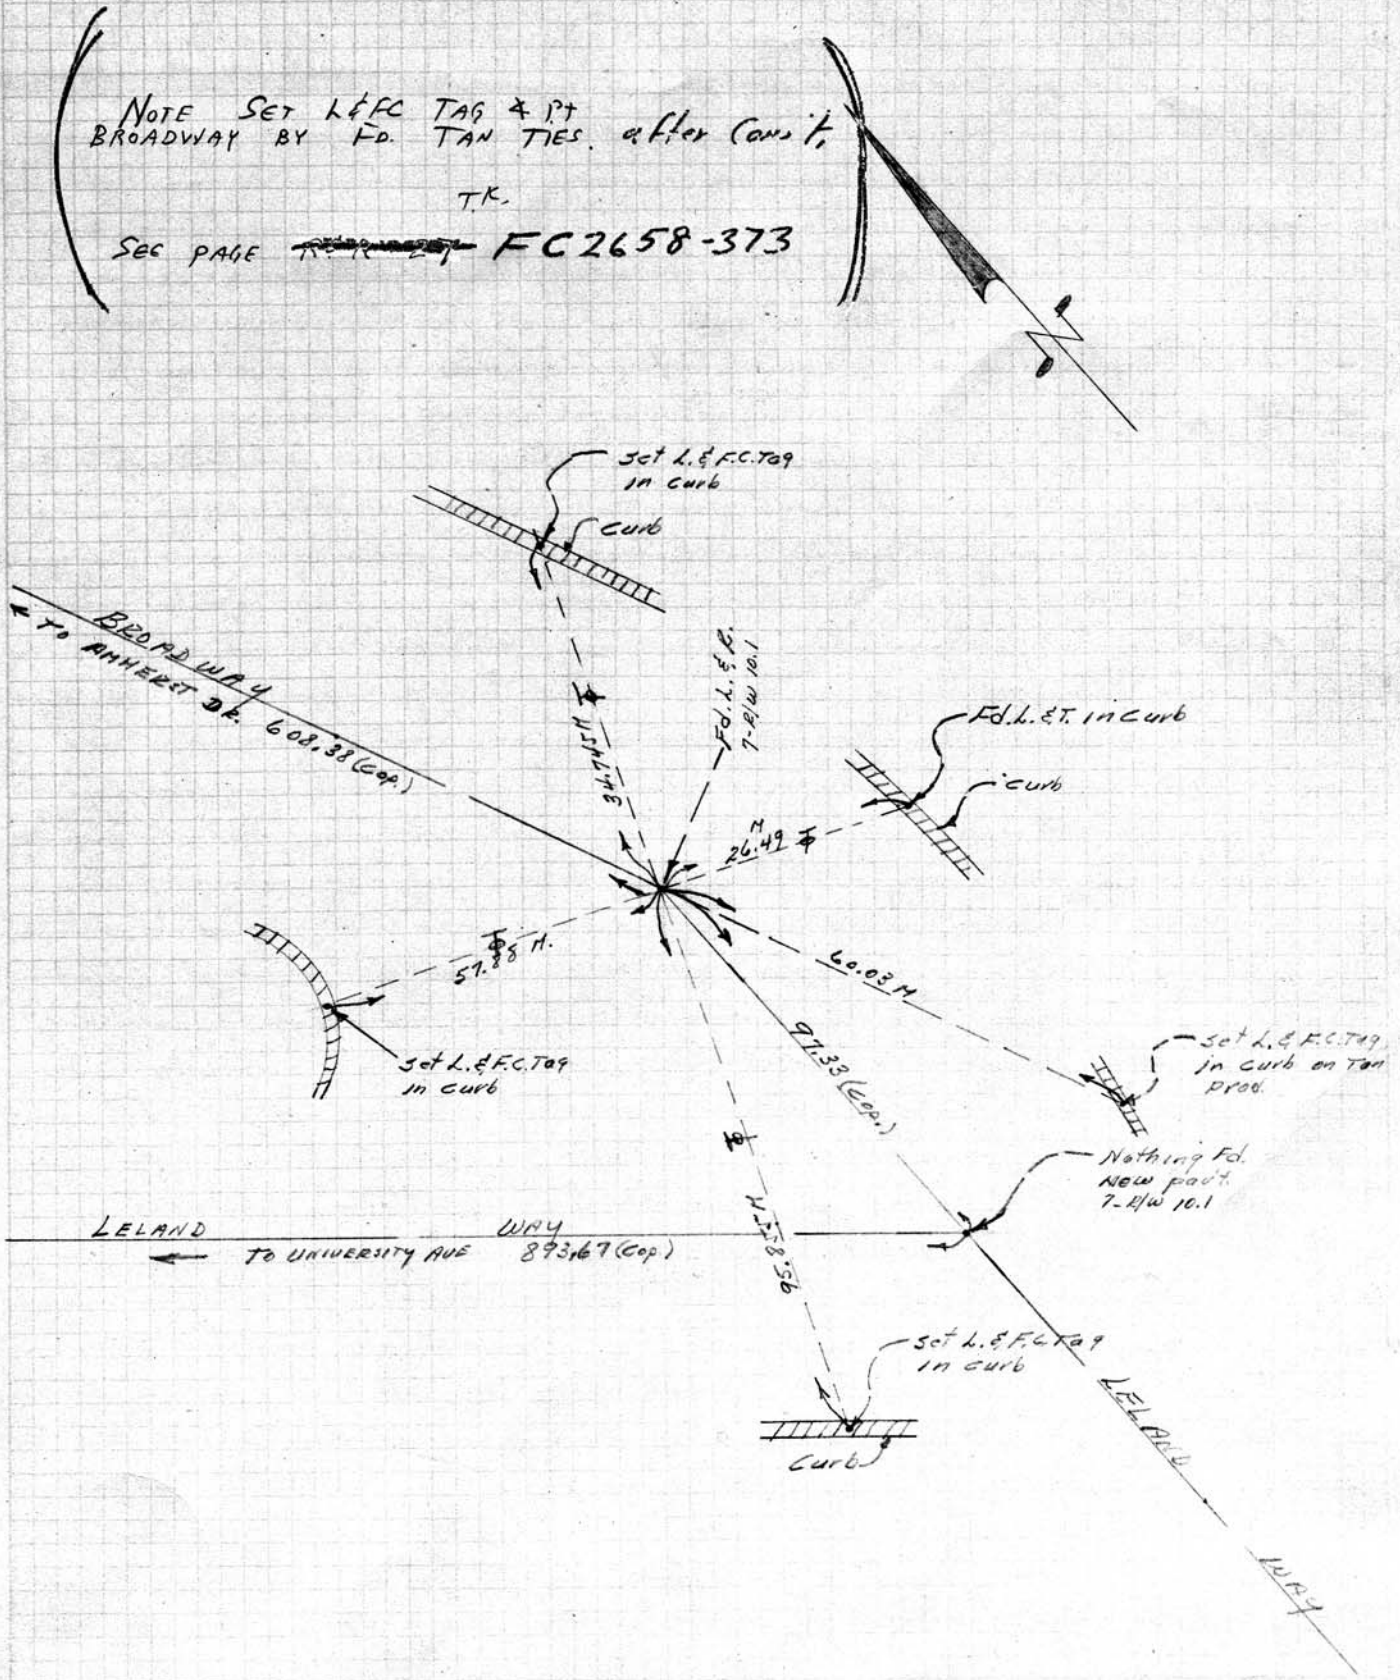 NOTE SET L&FC TAG & Pt
BROADWAY BY FD. TAN TIES. after Const,
T.K.
SEE PAGE FC2658-373
Set L. & F.C. Tag
in Curb
Curb
BROADWAY
TO AMHERST DR. 608.38 (Cop.)
Fd. L. & R.
7-R/W 10.1
34.745 M
Fd. L. & T. in Curb
Curb
M
26.49
57.88 M.
60.03 M
Set L. & F.C. Tag
in Curb
97.33 (Cop.)
Set L. & F.C. Tag
in Curb on Tan
prod.
Nothing Fd.
New pav't.
7-R/W 10.1
LELAND WAY
TO UNIVERSITY AVE 893.67 (Cop.)
Set L. & F.C. Tag
in Curb
Curb
LELAND
WAY